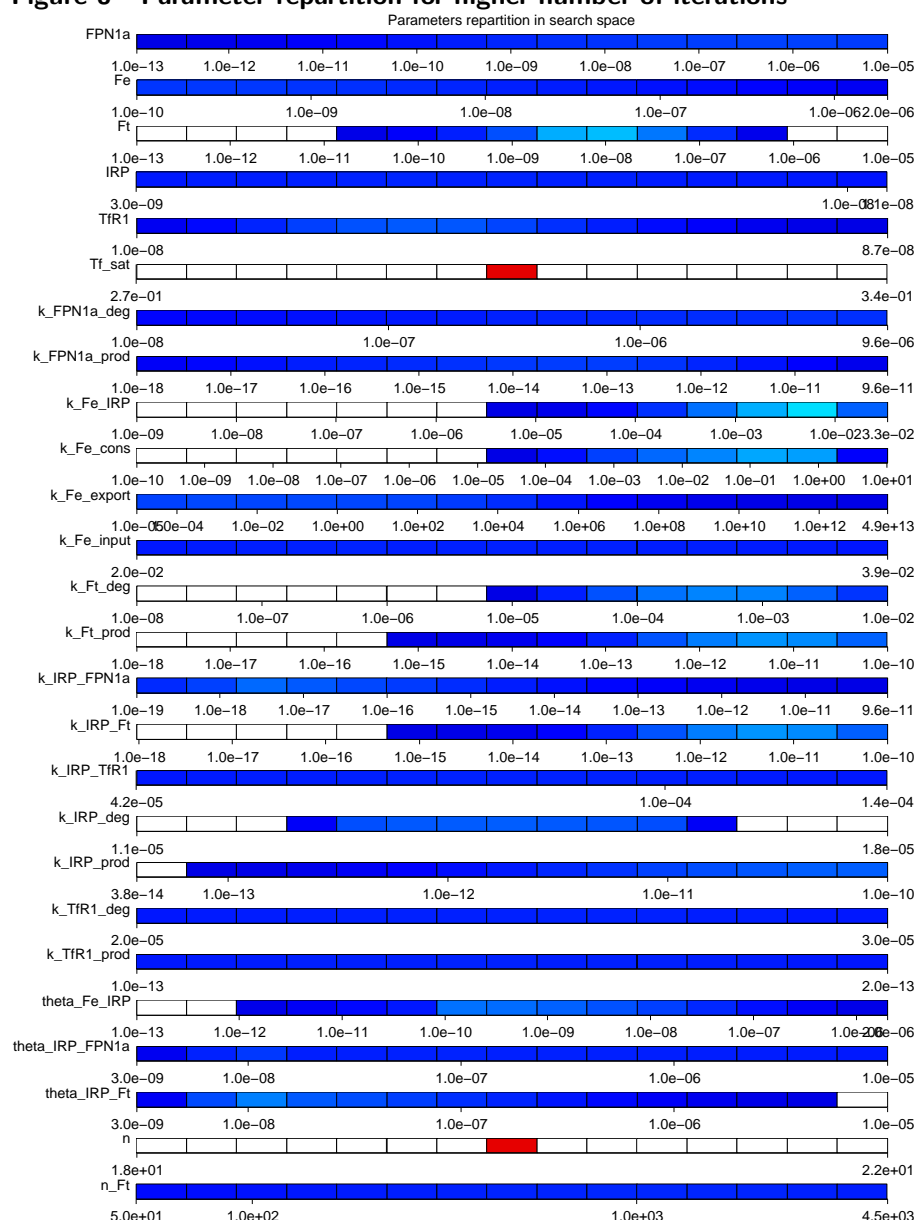 Figure 6 Parameter repartition for higher number of iterations
Parameters repartition in search space
FPN1a
1.0e−13 1.0e−12 1.0e−11 1.0e−10 1.0e−09 1.0e−08 1.0e−07 1.0e−06 1.0e−05
Fe
1.0e−10 1.0e−09 1.0e−08 1.0e−07 1.0e−06 2.0e−06
Ft
1.0e−13 1.0e−12 1.0e−11 1.0e−10 1.0e−09 1.0e−08 1.0e−07 1.0e−06 1.0e−05
IRP
3.0e−09 1.0e−08 1.1e−08
TfR1
1.0e−08 8.7e−08
Tf_sat
2.7e−01 3.4e−01
k_FPN1a_deg
1.0e−08 1.0e−07 1.0e−06 9.6e−06
k_FPN1a_prod
1.0e−18 1.0e−17 1.0e−16 1.0e−15 1.0e−14 1.0e−13 1.0e−12 1.0e−11 9.6e−11
k_Fe_IRP
1.0e−09 1.0e−08 1.0e−07 1.0e−06 1.0e−05 1.0e−04 1.0e−03 1.0e−02 3.3e−02
k_Fe_cons
1.0e−10 1.0e−09 1.0e−08 1.0e−07 1.0e−06 1.0e−05 1.0e−04 1.0e−03 1.0e−02 1.0e−01 1.0e+00 1.0e+01
k_Fe_export
1.0e−05 1.0e−04 1.0e−02 1.0e+00 1.0e+02 1.0e+04 1.0e+06 1.0e+08 1.0e+10 1.0e+12 4.9e+13
k_Fe_input
2.0e−02 3.9e−02
k_Ft_deg
1.0e−08 1.0e−07 1.0e−06 1.0e−05 1.0e−04 1.0e−03 1.0e−02
k_Ft_prod
1.0e−18 1.0e−17 1.0e−16 1.0e−15 1.0e−14 1.0e−13 1.0e−12 1.0e−11 1.0e−10
k_IRP_FPN1a
1.0e−19 1.0e−18 1.0e−17 1.0e−16 1.0e−15 1.0e−14 1.0e−13 1.0e−12 1.0e−11 9.6e−11
k_IRP_Ft
1.0e−18 1.0e−17 1.0e−16 1.0e−15 1.0e−14 1.0e−13 1.0e−12 1.0e−11 1.0e−10
k_IRP_TfR1
4.2e−05 1.0e−04 1.4e−04
k_IRP_deg
1.1e−05 1.8e−05
k_IRP_prod
3.8e−14 1.0e−13 1.0e−12 1.0e−11 1.0e−10
k_TfR1_deg
2.0e−05 3.0e−05
k_TfR1_prod
1.0e−13 2.0e−13
theta_Fe_IRP
1.0e−13 1.0e−12 1.0e−11 1.0e−10 1.0e−09 1.0e−08 1.0e−07 1.0e−06 2.0e−06
theta_IRP_FPN1a
3.0e−09 1.0e−08 1.0e−07 1.0e−06 1.0e−05
theta_IRP_Ft
3.0e−09 1.0e−08 1.0e−07 1.0e−06 1.0e−05
n
1.8e+01 2.2e+01
n_Ft
5.0e+01 1.0e+02 1.0e+03 4.5e+03